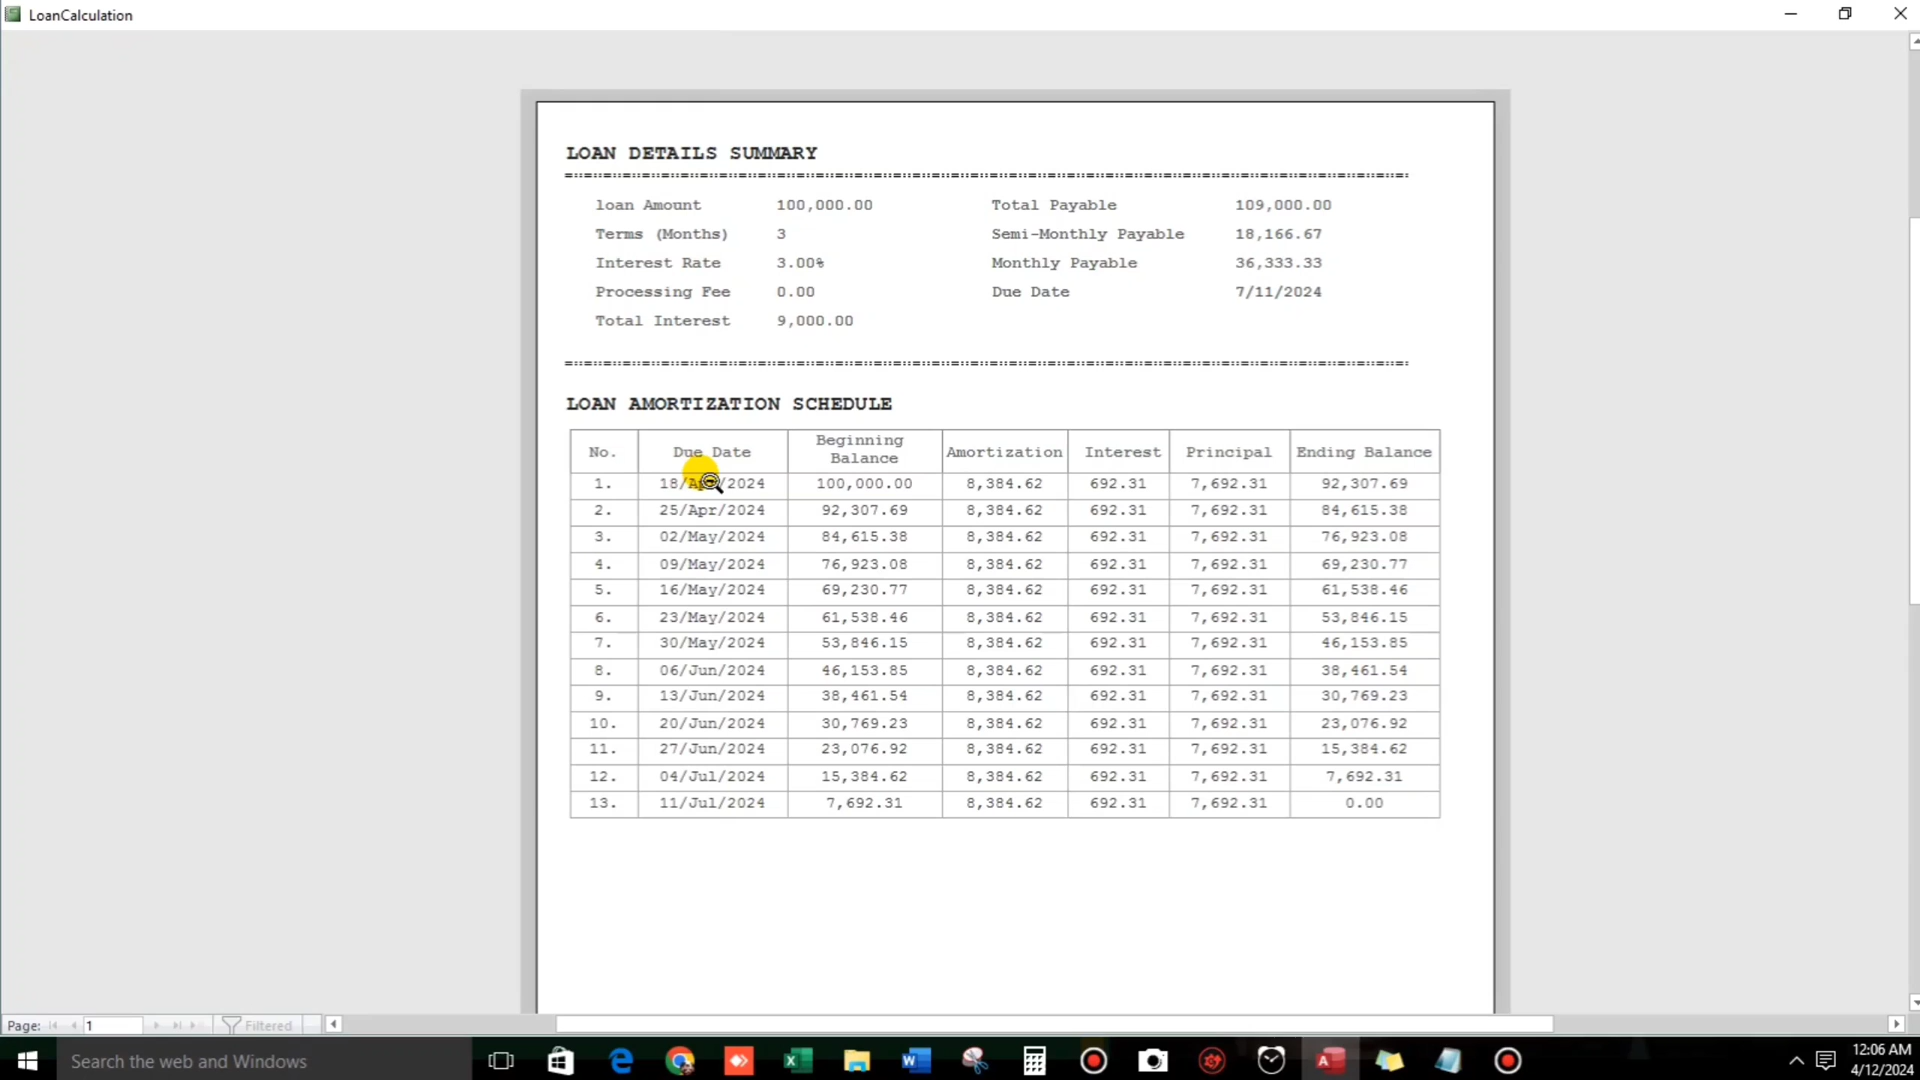 LoanCalculation
LOAN DETAILS SUMMARY
loan Amount 100,000.00 Total Payable 109,000.00
Terms (Months) 3 Semi-Monthly Payable 18,166.67
Interest Rate 3.00% Monthly Payable 36,333.33
Processing Fee 0.00 Due Date 7/11/2024
Total Interest 9,000.00
LOAN AMORTIZATION SCHEDULE
No. Due Date Beginning Balance Amortization Interest Principal Ending Balance
1. 18/Apr/2024 100,000.00 8,384.62 692.31 7,692.31 92,307.69
2. 25/Apr/2024 92,307.69 8,384.62 692.31 7,692.31 84,615.38
3. 02/May/2024 84,615.38 8,384.62 692.31 7,692.31 76,923.08
4. 09/May/2024 76,923.08 8,384.62 692.31 7,692.31 69,230.77
5. 16/May/2024 69,230.77 8,384.62 692.31 7,692.31 61,538.46
6. 23/May/2024 61,538.46 8,384.62 692.31 7,692.31 53,846.15
7. 30/May/2024 53,846.15 8,384.62 692.31 7,692.31 46,153.85
8. 06/Jun/2024 46,153.85 8,384.62 692.31 7,692.31 38,461.54
9. 13/Jun/2024 38,461.54 8,384.62 692.31 7,692.31 30,769.23
10. 20/Jun/2024 30,769.23 8,384.62 692.31 7,692.31 23,076.92
11. 27/Jun/2024 23,076.92 8,384.62 692.31 7,692.31 15,384.62
12. 04/Jul/2024 15,384.62 8,384.62 692.31 7,692.31 7,692.31
13. 11/Jul/2024 7,692.31 8,384.62 692.31 7,692.31 0.00
Page: 1 Filtered
Search the web and Windows
12:06 AM
4/12/2024